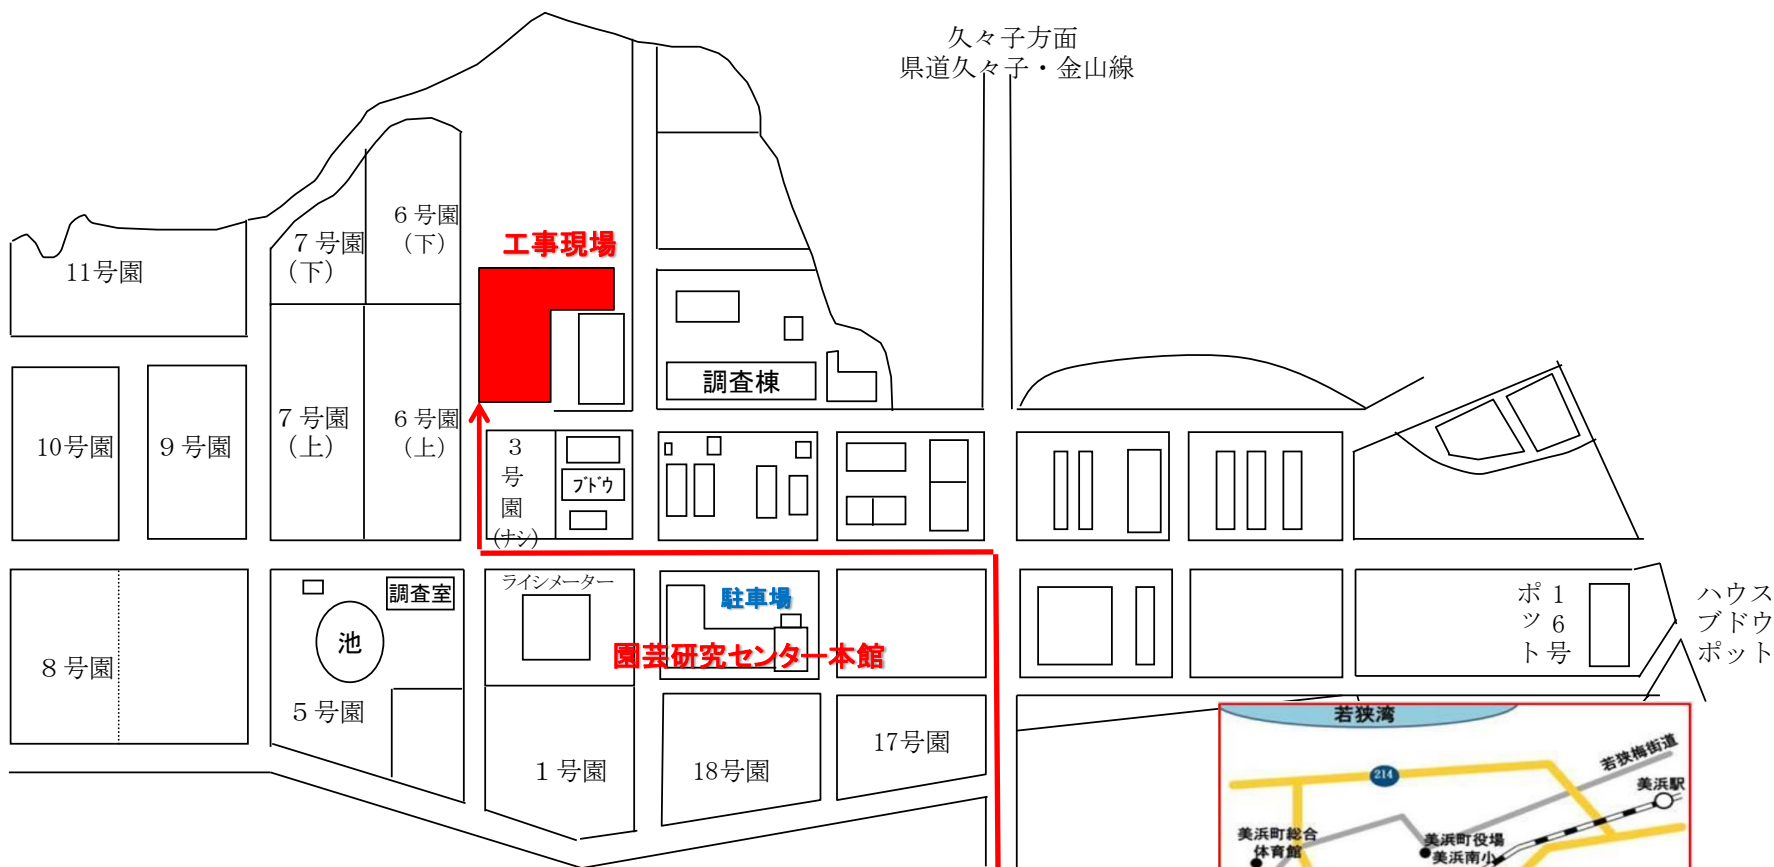 久々子方面
県道久々子・金山線
6号園
(下)
7号園
(下)
工事現場
11号園
調査棟
7号園
(上)
6号園
(上)
10号園
9号園
3
号
園
(ナシ)
ブドウ
ライシメーター
調査室
駐車場
池
園芸研究センター本館
8号園
5号園
1号園
18号園
17号園
16号
ポット
ハウス
ブドウ
ポット
若狭湾
若狭梅街道
214
美浜駅
美浜町総合
体育館
美浜町役場
美浜南小